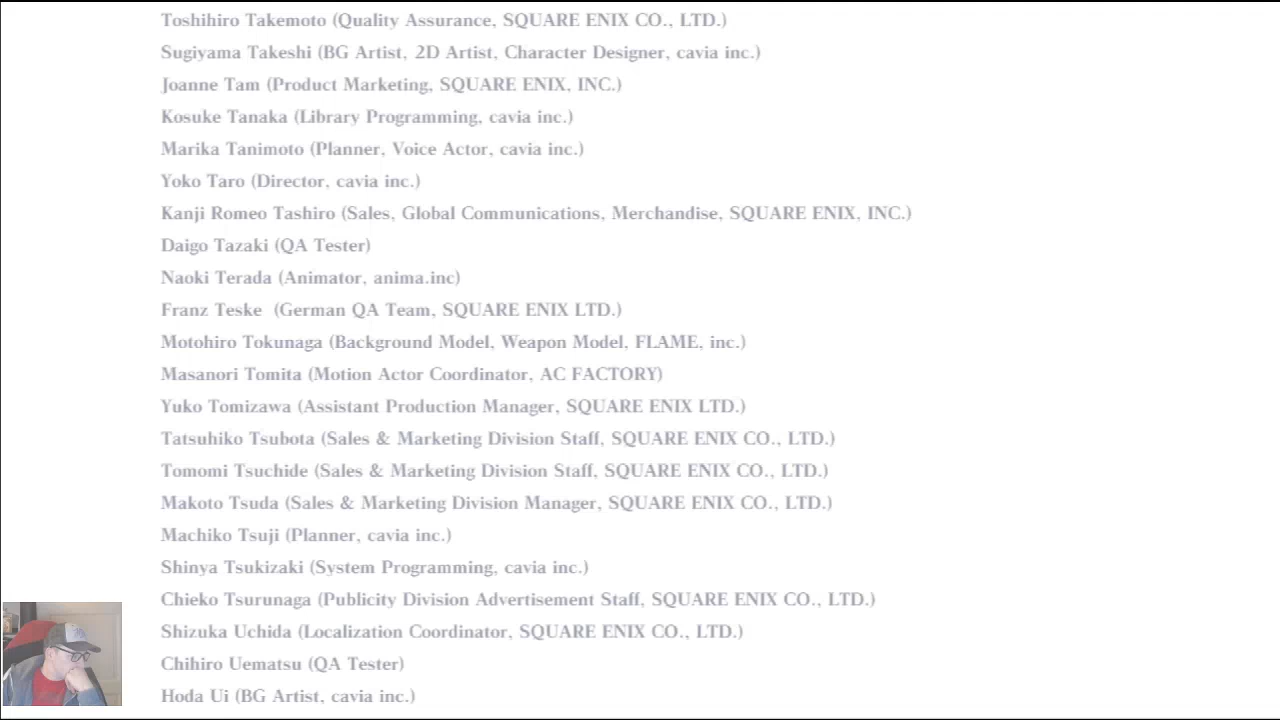 Toshihiro Takemoto (Quality Assurance, SQUARE ENIX CO., LTD.)
Sugiyama Takeshi (BG Artist, 2D Artist, Character Designer, cavia inc.)
Joanne Tam (Product Marketing, SQUARE ENIX, INC.)
Kosuke Tanaka (Library Programming, cavia inc.)
Marika Tanimoto (Planner, Voice Actor, cavia inc.)
Yoko Taro (Director, cavia inc.)
Kanji Romeo Tashiro (Sales, Global Communications, Merchandise, SQUARE ENIX, INC.)
Daigo Tazaki (QA Tester)
Naoki Terada (Animator, anima.inc)
Franz Teske (German QA Team, SQUARE ENIX LTD.)
Motohiro Tokunaga (Background Model, Weapon Model, FLAME, inc.)
Masanori Tomita (Motion Actor Coordinator, AC FACTORY)
Yuko Tomizawa (Assistant Production Manager, SQUARE ENIX LTD.)
Tatsuhiko Tsubota (Sales & Marketing Division Staff, SQUARE ENIX CO., LTD.)
Tomomi Tsuchide (Sales & Marketing Division Staff, SQUARE ENIX CO., LTD.)
Makoto Tsuda (Sales & Marketing Division Manager, SQUARE ENIX CO., LTD.)
Machiko Tsuji (Planner, cavia inc.)
Shinya Tsukizaki (System Programming, cavia inc.)
Chieko Tsurunaga (Publicity Division Advertisement Staff, SQUARE ENIX CO., LTD.)
Shizuka Uchida (Localization Coordinator, SQUARE ENIX CO., LTD.)
Chihiro Uematsu (QA Tester)
Hoda Ui (BG Artist, cavia inc.)